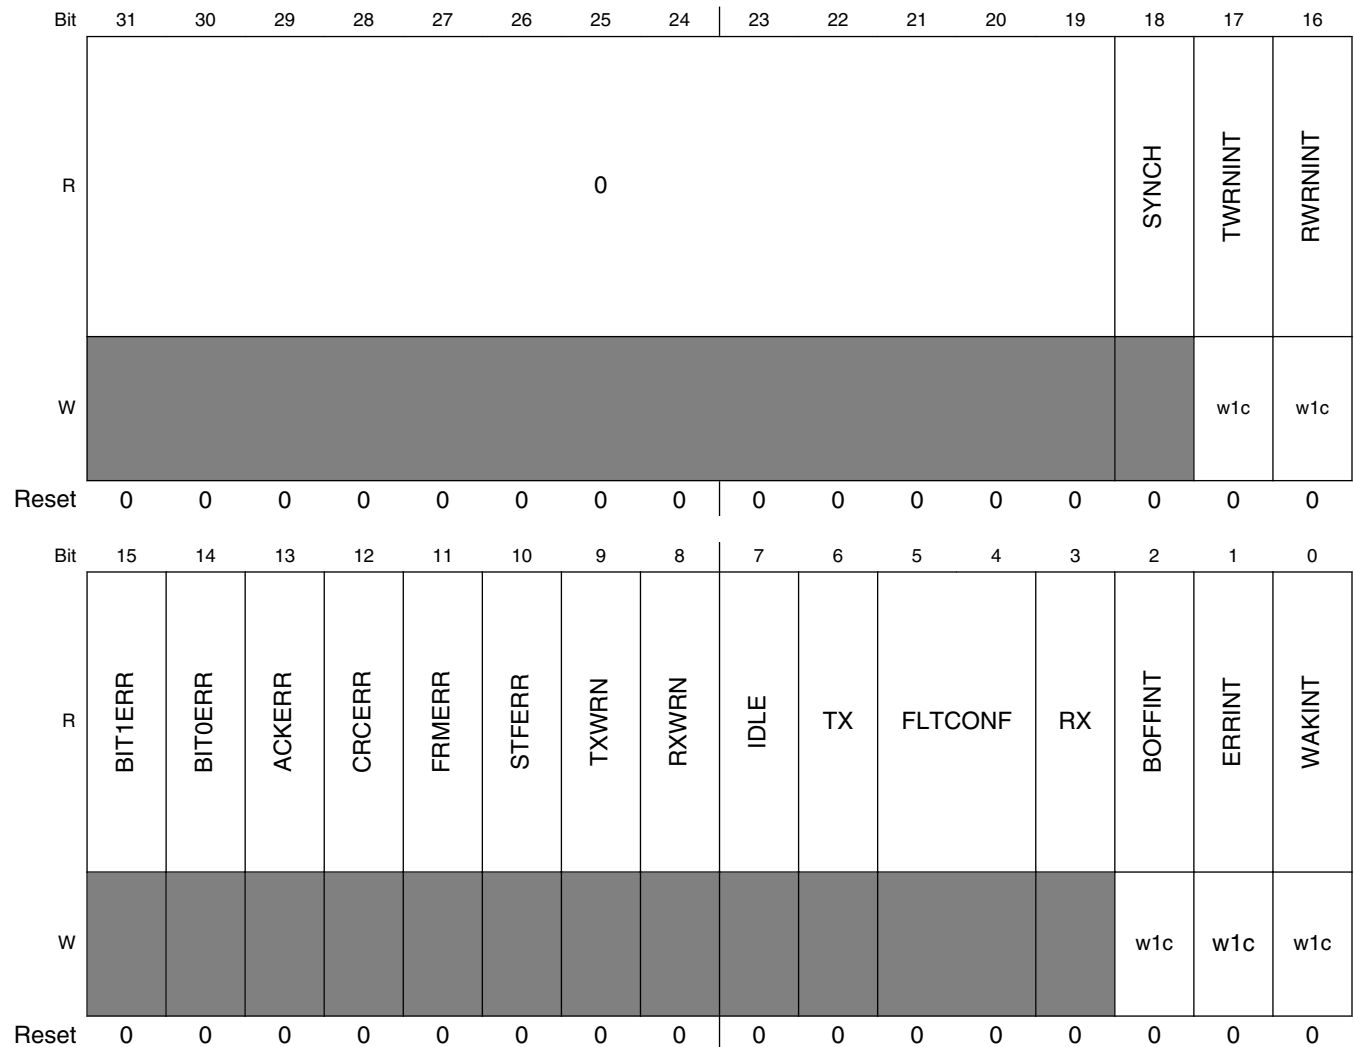 Bit 31 30 29 28 27 26 25 24 23 22 21 20 19 18 17 16
R 0 SYNCH TWRNINT RWRNINT
W w1c w1c
Reset 0 0 0 0 0 0 0 0 0 0 0 0 0 0 0 0
Bit 15 14 13 12 11 10 9 8 7 6 5 4 3 2 1 0
R BIT1ERR BIT0ERR ACKERR CRCERR FRMERR STFERR TXWRN RXWRN IDLE TX FLTCONF RX BOFFINT ERRINT WAKINT
W w1c w1c w1c
Reset 0 0 0 0 0 0 0 0 0 0 0 0 0 0 0 0